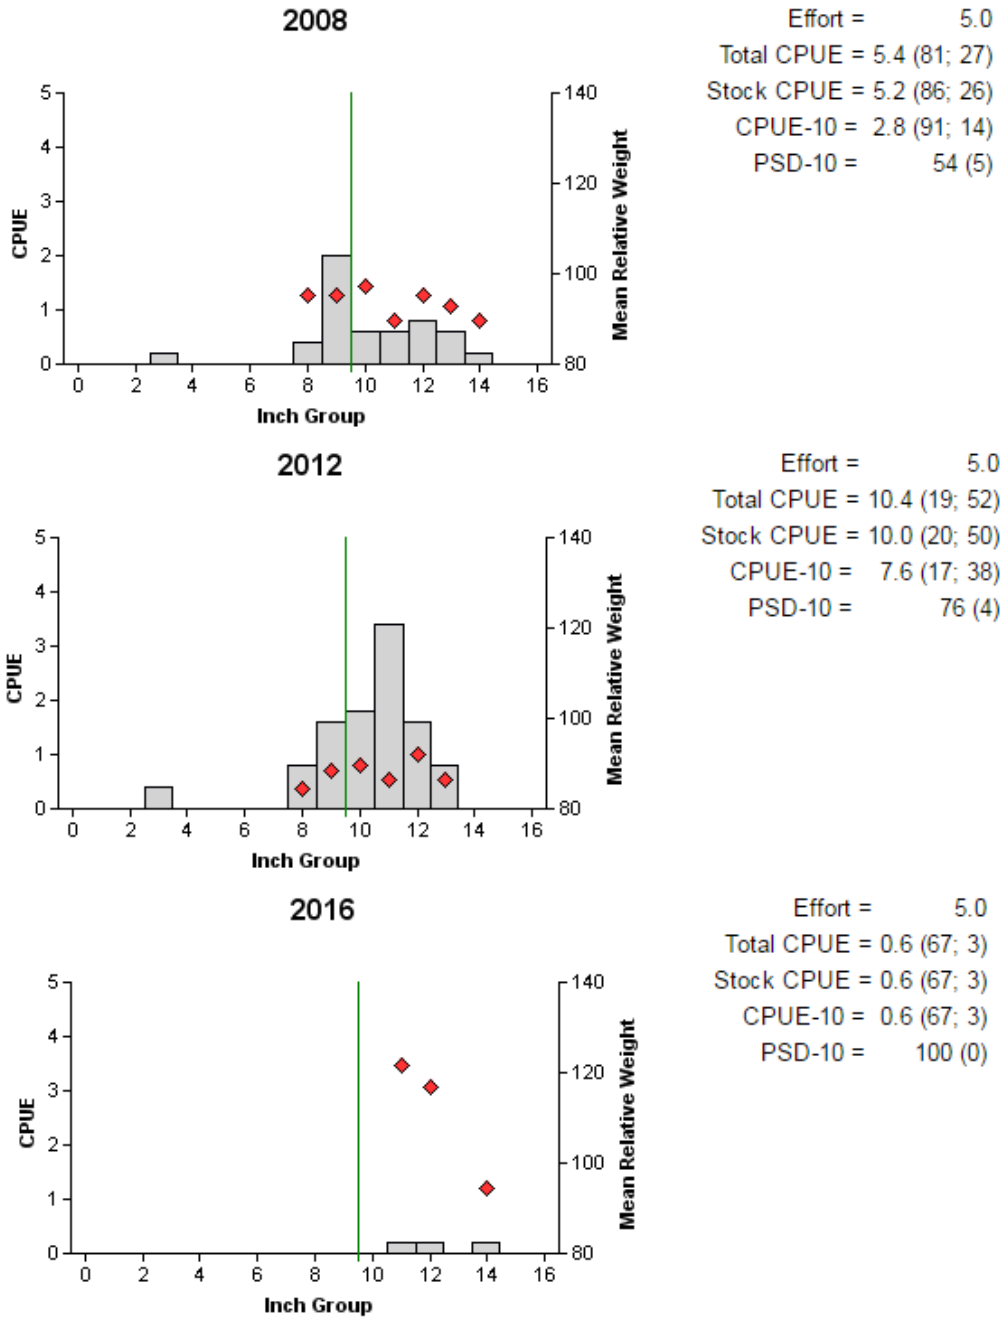 2008
Effort = 5.0
Total CPUE = 5.4 (81; 27)
Stock CPUE = 5.2 (86; 26)
CPUE-10 = 2.8 (91; 14)
PSD-10 = 54 (5)
5 140
4
120
3
CPUE
Mean Relative Weight
2 100
1
0 80
0 2 4 6 8 10 12 14 16
Inch Group
2012
Effort = 5.0
Total CPUE = 10.4 (19; 52)
Stock CPUE = 10.0 (20; 50)
CPUE-10 = 7.6 (17; 38)
PSD-10 = 76 (4)
5 140
4
120
3
CPUE
Mean Relative Weight
2 100
1
0 80
0 2 4 6 8 10 12 14 16
Inch Group
2016
Effort = 5.0
Total CPUE = 0.6 (67; 3)
Stock CPUE = 0.6 (67; 3)
CPUE-10 = 0.6 (67; 3)
PSD-10 = 100 (0)
5 140
4
120
3
CPUE
Mean Relative Weight
2 100
1
0 80
0 2 4 6 8 10 12 14 16
Inch Group